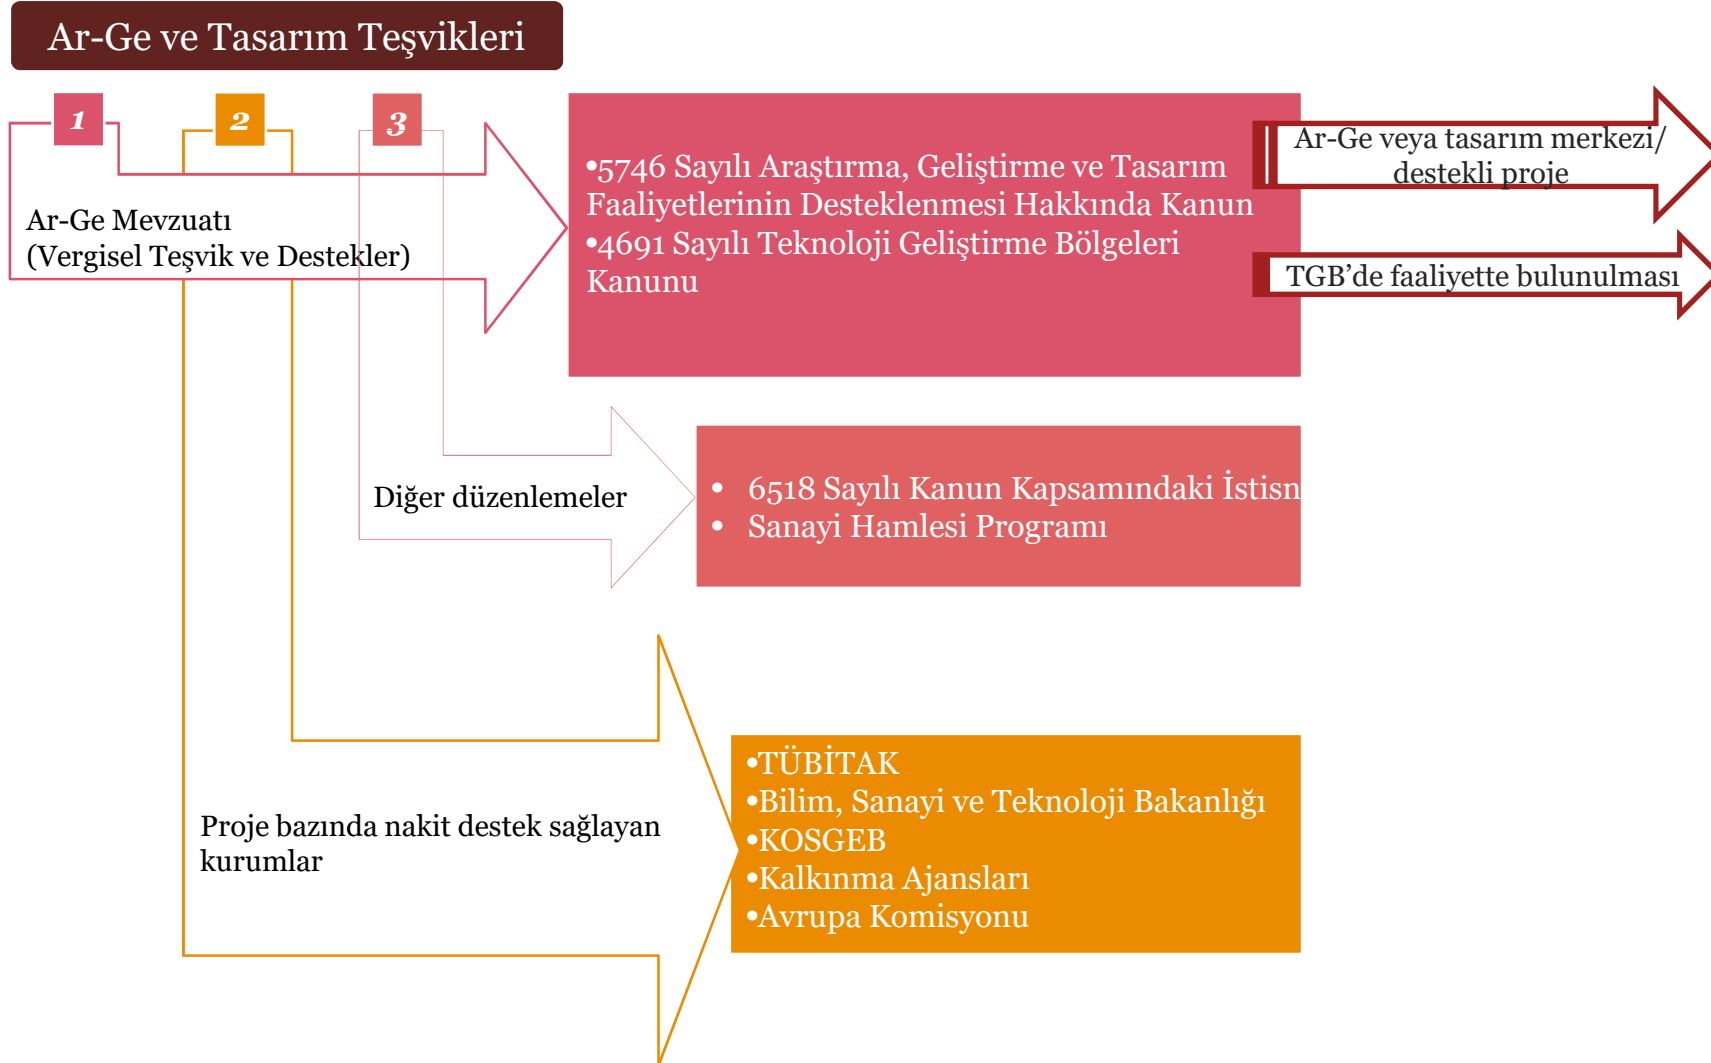 Ar-Ge ve Tasarım Teşvikleri
1
2
3
Ar-Ge Mevzuatı
(Vergisel Teşvik ve Destekler)
•5746 Sayılı Araştırma, Geliştirme ve Tasarım
Faaliyetlerinin Desteklenmesi Hakkında Kanun
•4691 Sayılı Teknoloji Geliştirme Bölgeleri
Kanunu
Ar-Ge veya tasarım merkezi/
destekli proje
TGB’de faaliyette bulunulması
Diğer düzenlemeler
• 6518 Sayılı Kanun Kapsamındaki İstisn
• Sanayi Hamlesi Programı
Proje bazında nakit destek sağlayan
kurumlar
•TÜBİTAK
•Bilim, Sanayi ve Teknoloji Bakanlığı
•KOSGEB
•Kalkınma Ajansları
•Avrupa Komisyonu